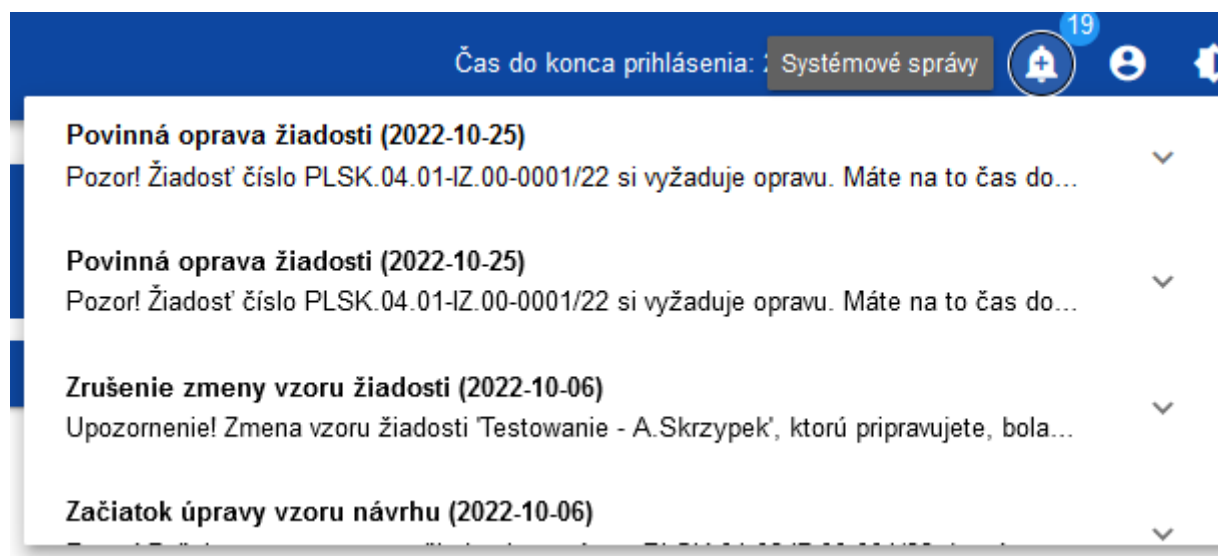 19
Čas do konca prihlásenia: Systémové správy
Povinná oprava žiadosti (2022-10-25)
Pozor! Žiadosť číslo PLSK.04.01-IZ.00-0001/22 si vyžaduje opravu. Máte na to čas do...
Povinná oprava žiadosti (2022-10-25)
Pozor! Žiadosť číslo PLSK.04.01-IZ.00-0001/22 si vyžaduje opravu. Máte na to čas do...
Zrušenie zmeny vzoru žiadosti (2022-10-06)
Upozornenie! Zmena vzoru žiadosti 'Testowanie - A.Skrzypek', ktorú pripravujete, bola...
Začiatok úpravy vzoru návrhu (2022-10-06)